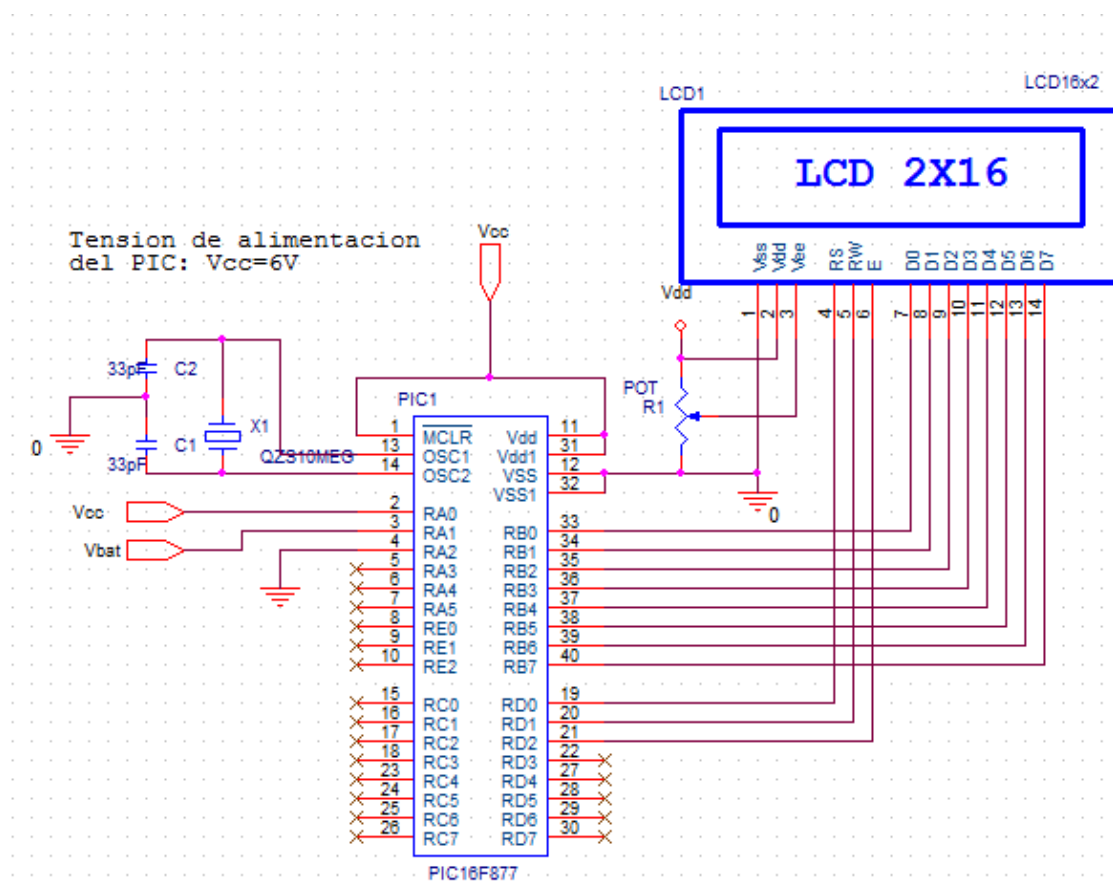 LCD1
LCD16x2
LCD 2X16
Vss
Vdd
Vee
RS
RW
E
D0
D1
D2
D3
D4
D5
D6
D7
1
2
3
4
5
6
7
8
9
10
11
12
13
14
Tension de alimentacion
del PIC: Vcc=6V
Vcc
Vdd
POT
R1
0
33pF C2
0
X1
C1
33pF
QZS10MEG
PIC1
1 MCLR
13 OSC1
14 OSC2
Vdd 11
Vdd1 31
VSS 12
VSS1 32
Vcc
Vbat
2 RA0
3 RA1
4 RA2
5 RA3
6 RA4
7 RA5
8 RE0
9 RE1
10 RE2
RB0 33
RB1 34
RB2 35
RB3 36
RB4 37
RB5 38
RB6 39
RB7 40
15 RC0
16 RC1
17 RC2
18 RC3
23 RC4
24 RC5
25 RC6
26 RC7
RD0 19
RD1 20
RD2 21
RD3 22
RD4 27
RD5 28
RD6 29
RD7 30
PIC16F877